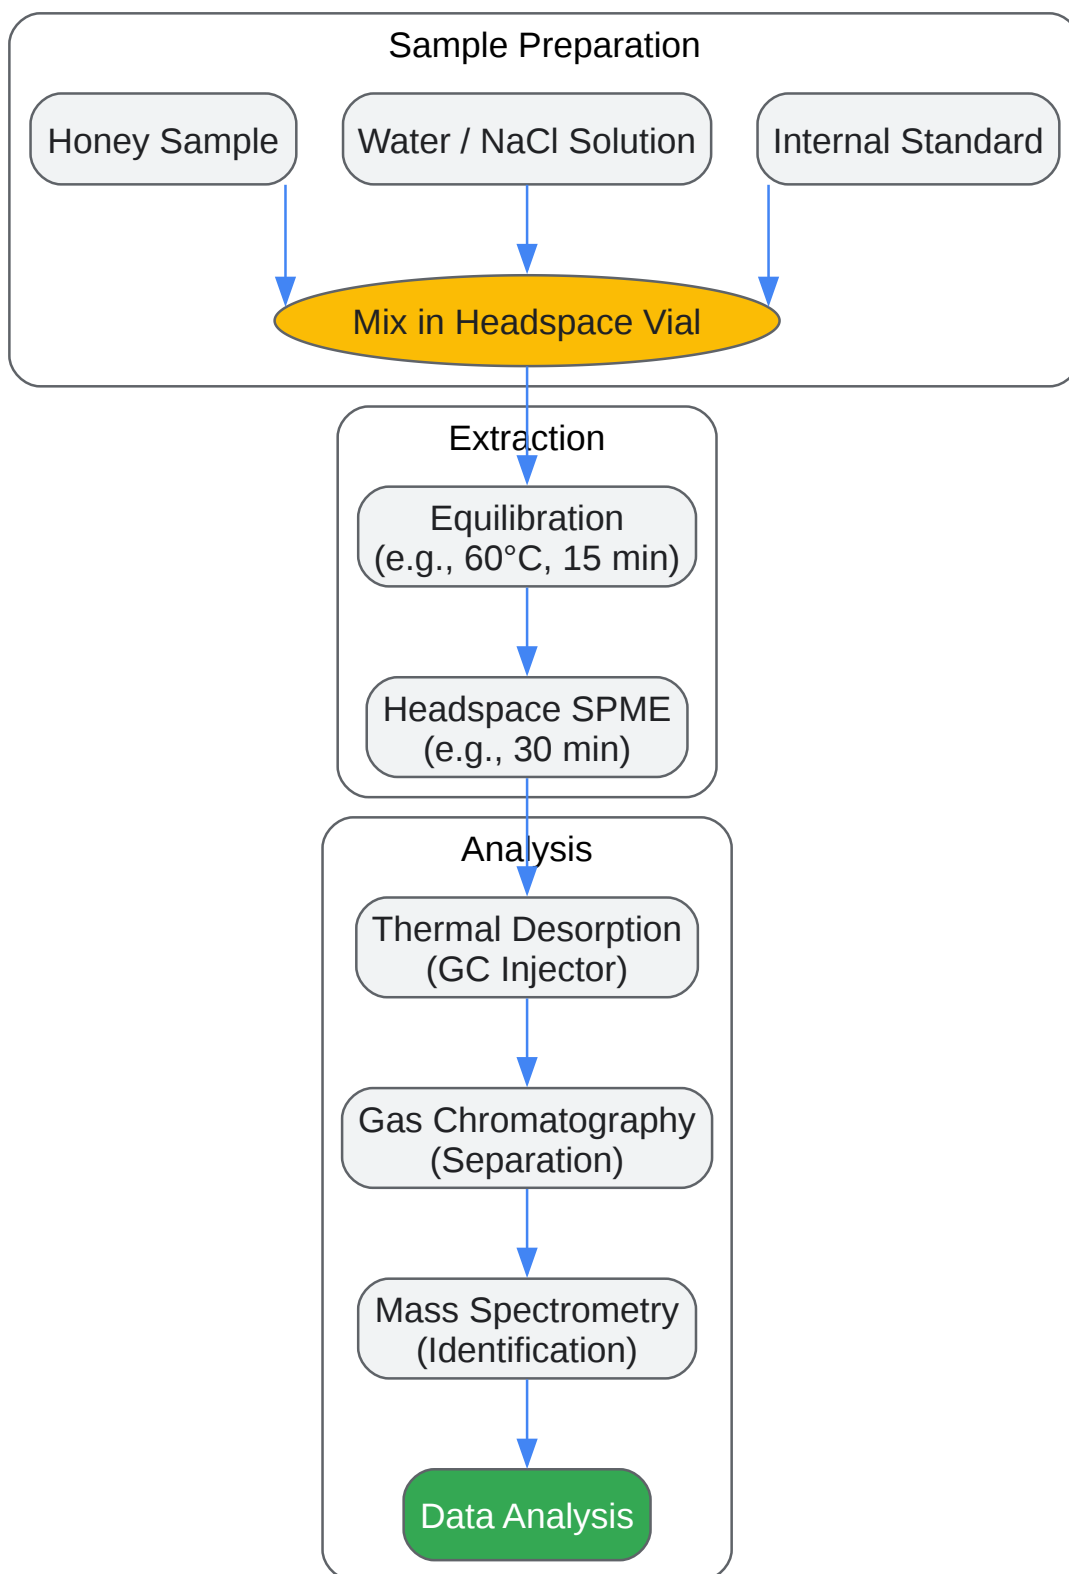 Sample Preparation
Honey Sample
Water / NaCl Solution
Internal Standard
Mix in Headspace Vial
Extraction
Equilibration
(e.g., 60°C, 15 min)
Headspace SPME
(e.g., 30 min)
Analysis
Thermal Desorption
(GC Injector)
Gas Chromatography
(Separation)
Mass Spectrometry
(Identification)
Data Analysis